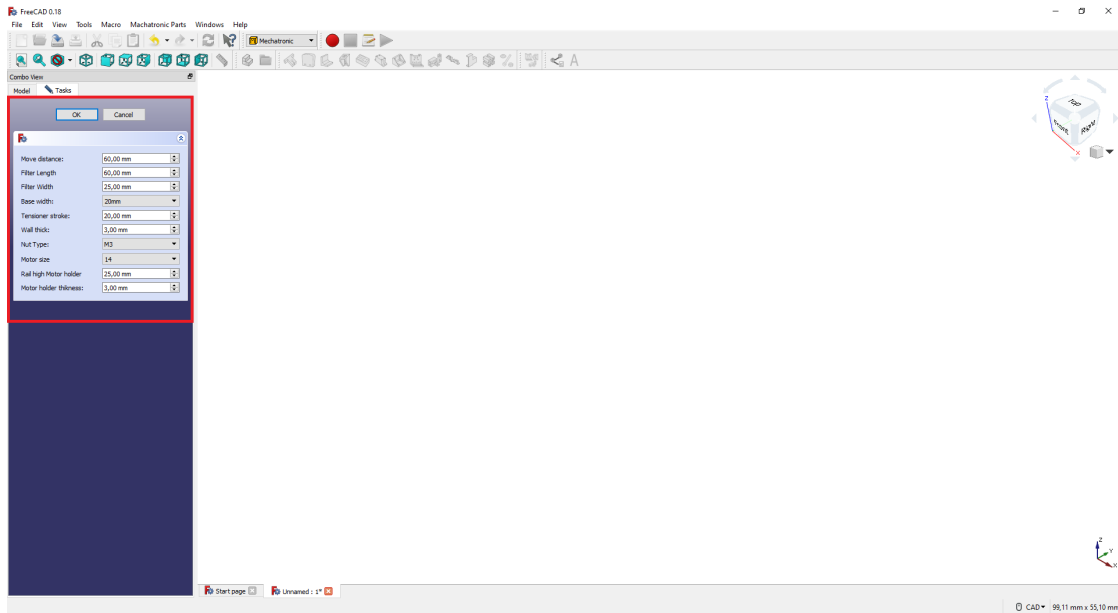 FreeCAD 0.18
File Edit View Tools Macro Machatronic Parts Windows Help
Mechatronic
Combo View
Model Tasks
OK Cancel
Move distance: 60,00 mm
Filter Length 60,00 mm
Filter Width 25,00 mm
Base width: 20mm
Tensioner stroke: 20,00 mm
Wall thick: 3,00 mm
Nut Type: M3
Motor size 14
Rail high Motor holder 25,00 mm
Motor holder thikness: 3,00 mm
Top
Front Right
Z
X
Z
Y
X
Start page Unnamed : 1*
CAD 99,11 mm x 55,10 mm